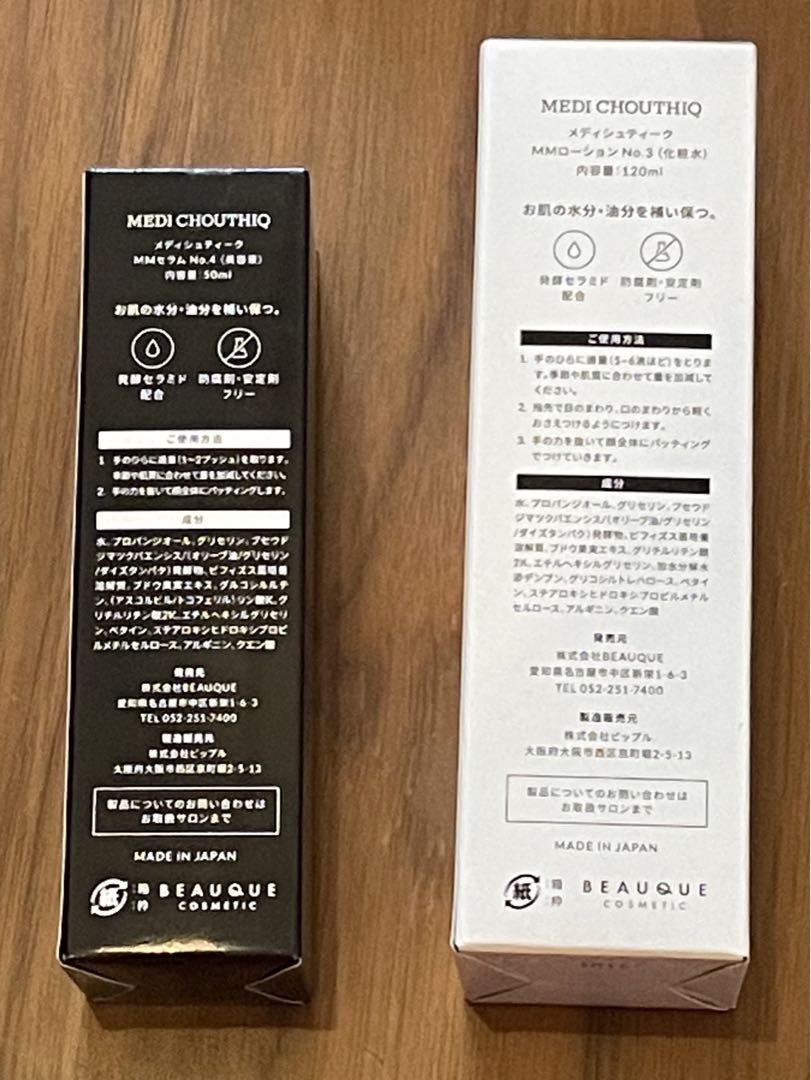 MEDI CHOUTHIQ
メディシュティーク
MMセラム No.4（美容液）
内容量：50ml
お肌の水分・油分を補い保つ。
発酵セラミド
配合
防腐剤・安定剤
フリー
ご使用方法
1. 手のひらに適量（1〜2プッシュ）を取ります。
季節や肌質に合わせて量を加減してください。
2. 手の力を抜いて顔全体にパッティングします。
成分
水、プロパンジオール、グリセリン、プセウド
ジマツバエンシス/（オリーブ油/グリセリン
/ダイズタンパク）発酵物、ビフィズス菌培養
溶解質、ブドウ果実エキス、グルコシルルチ
ン、（アスコルビル/トコフェリル）リン酸K、グ
リチルリチン酸2K、エチルヘキシルグリセリ
ン、ベタイン、ステアロキシヒドロキシプロピ
ルメチルセルロース、アルギニン、クエン酸
発売元
株式会社BEAUQUE
愛知県名古屋市中区新栄1-6-3
TEL 052-251-7400
製造販売元
株式会社ピップル
大阪府大阪市西区京町堀2-5-13
製品についてのお問い合わせは
お取扱サロンまで
MADE IN JAPAN
紙
箱
枠
BEAUQUE
COSMETIC
MEDI CHOUTHIQ
メディシュティーク
MMローション No.3（化粧水）
内容量：120ml
お肌の水分・油分を補い保つ。
発酵セラミド
配合
防腐剤・安定剤
フリー
ご使用方法
1. 手のひらに適量（5〜6滴ほど）をとりま
す。季節や肌質に合わせて量を加減して
ください。
2. 指先で目のまわり、口のまわりから軽く
おさえつけるようにつけます。
3. 手の力を抜いて顔全体にパッティング
でつけていきます。
成分
水、プロパンジオール、グリセリン、プセウド
ジマツバエンシス/（オリーブ油/グリセリン
/ダイズタンパク）発酵物、ビフィズス菌培養
溶解質、ブドウ果実エキス、グリチルリチン酸
2K、エチルヘキシルグリセリン、加水分解水
添デンプン、グリコシルトレハロース、ベタイ
ン、ステアロキシヒドロキシプロピルメチル
セルロース、アルギニン、クエン酸
発売元
株式会社BEAUQUE
愛知県名古屋市中区新栄1-6-3
TEL 052-251-7400
製造販売元
株式会社ピップル
大阪府大阪市西区京町堀2-5-13
製品についてのお問い合わせは
お取扱サロンまで
MADE IN JAPAN
紙
箱
枠
BEAUQUE
COSMETIC